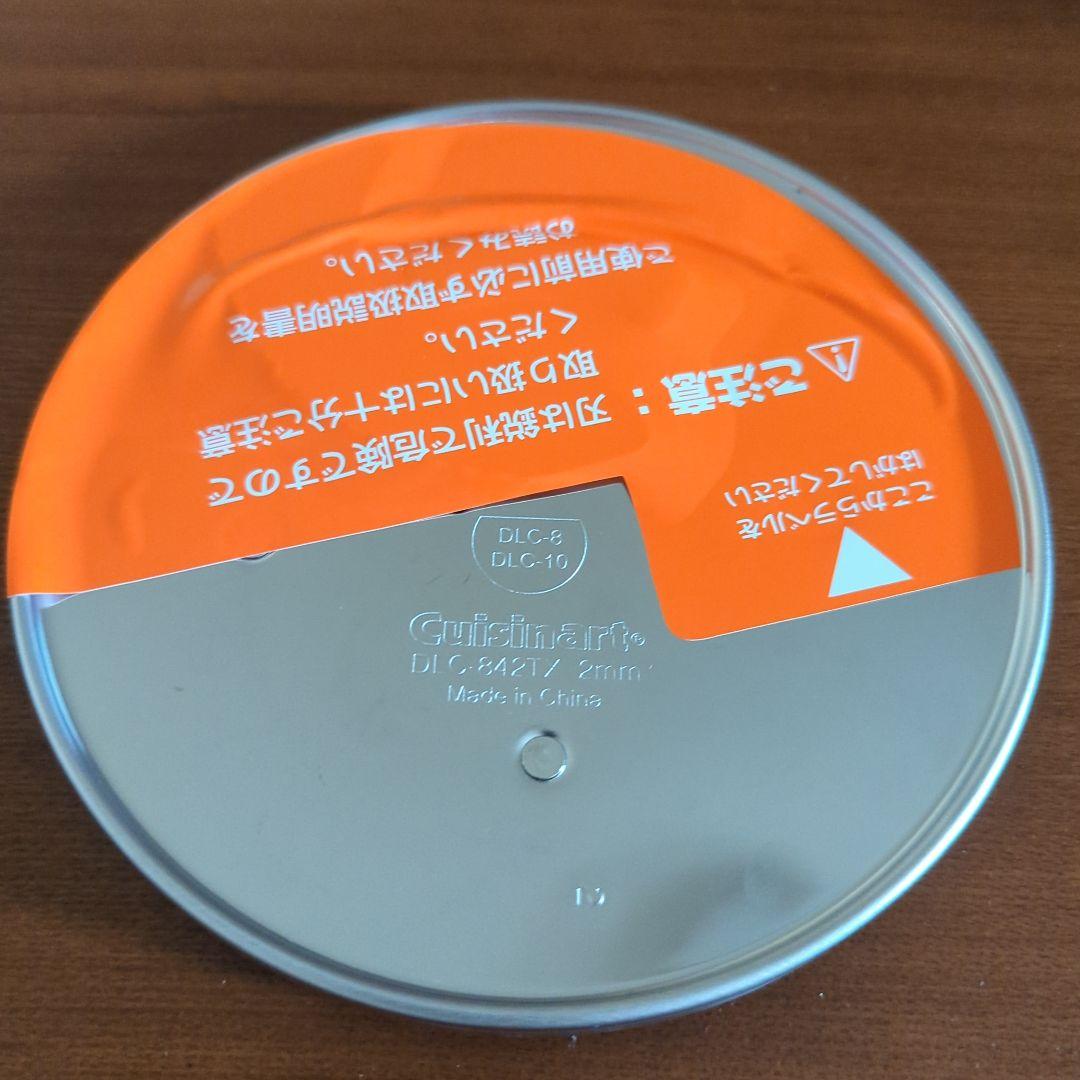 ⚠ご注意:
刃は鋭利で危険ですので
取り扱いには十分ご注意
ください。
ご使用前に必ず取扱説明書を
お読みください。
ここからラベルを
はがしてください
DLC-8
DLC-10
Cuisinart®
DLC-842TX 2mm
Made in China